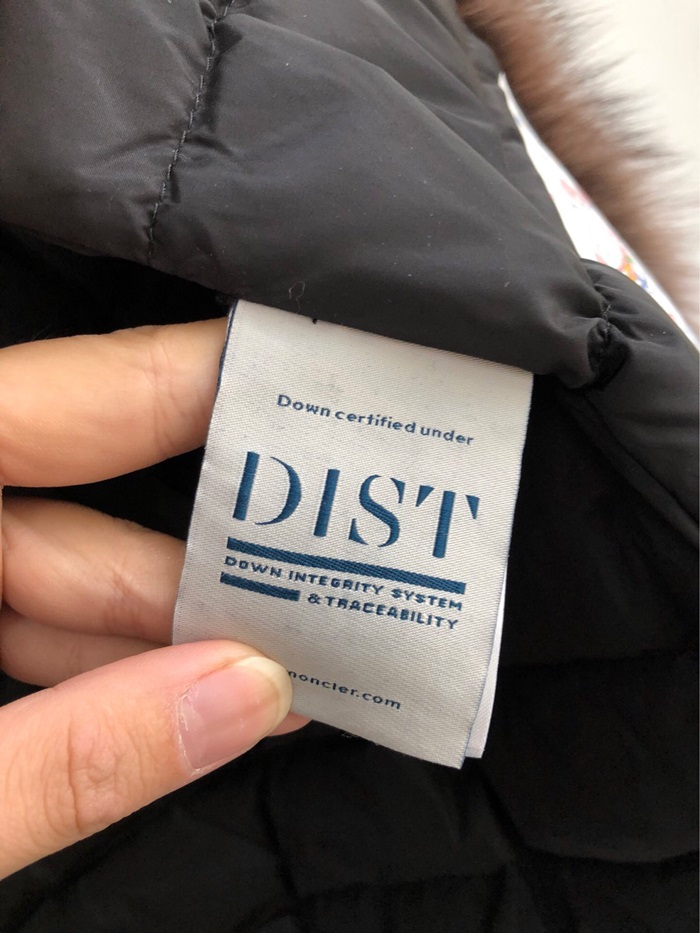 Down certified under
DIST
DOWN INTEGRITY SYSTEM
& TRACEABILITY
moncler.com